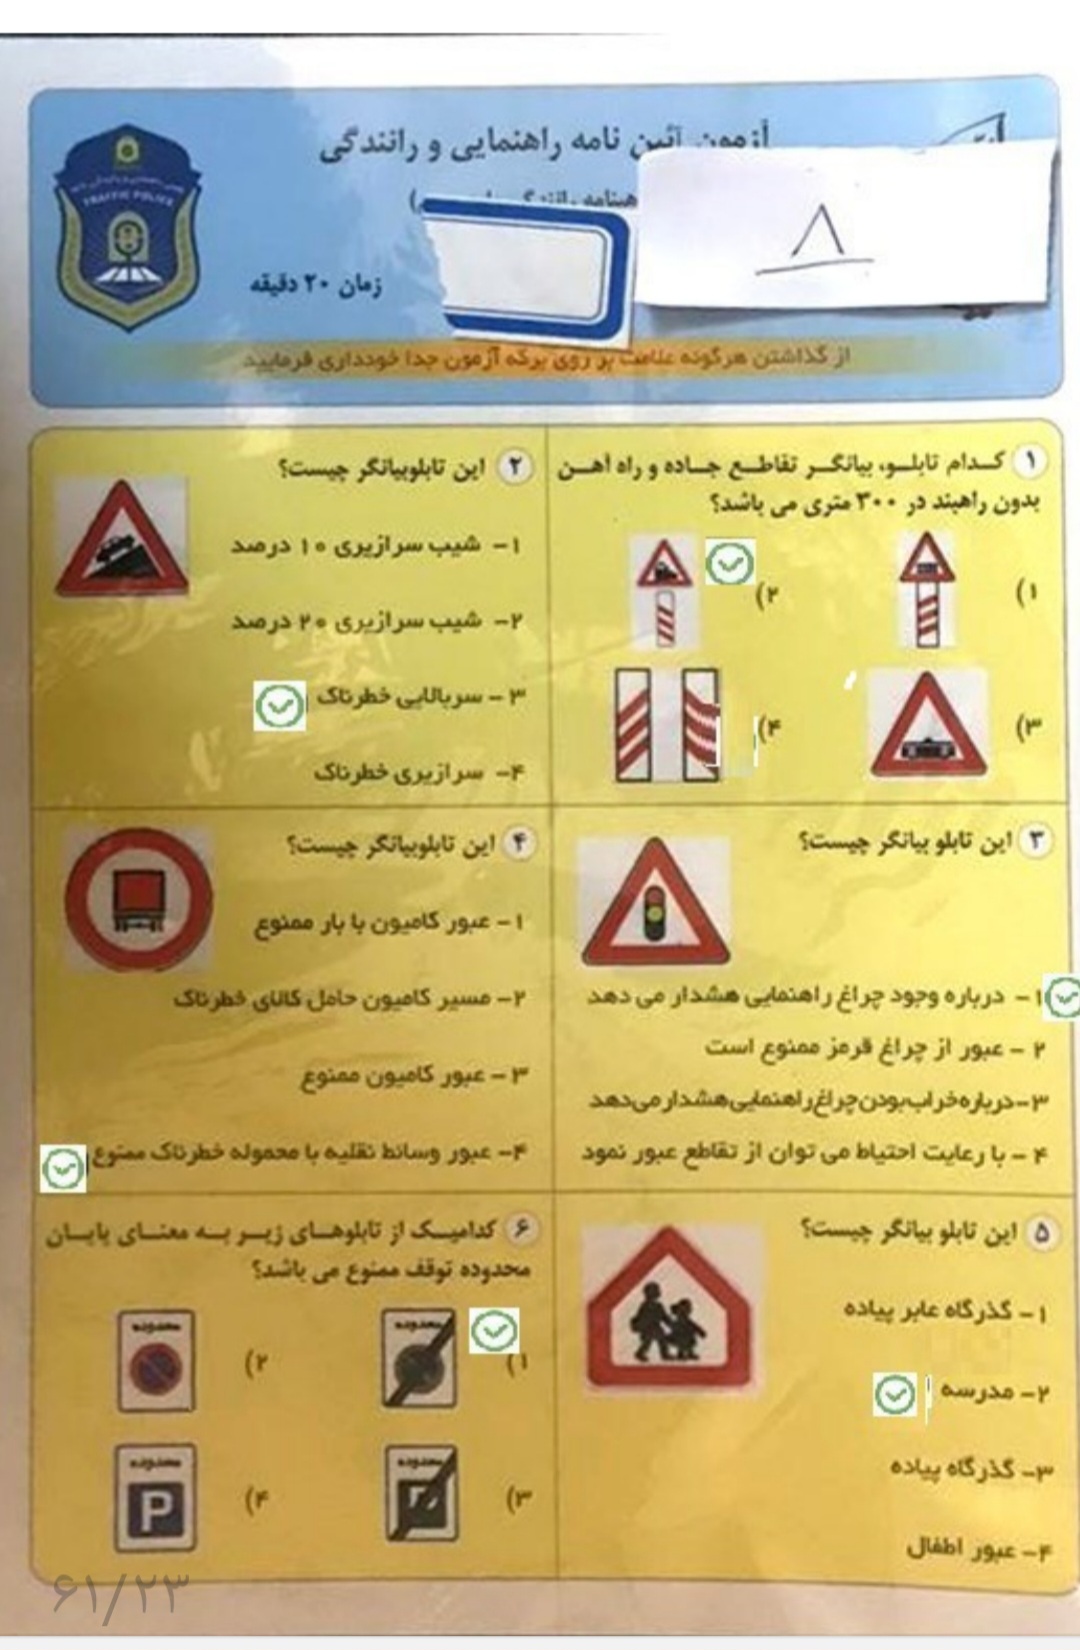 آزمون آئین نامه راهنمایی و رانندگی
TRAFFIC POLICE
۸
زمان ۲۰ دقیقه
از گذاشتن هرگونه علامت بر روی برگه آزمون جدا خودداری فرمایید
۱ کدام تابلو، بیانگر تقاطع جاده و راه آهن
بدون راهبند در ۳۰۰ متری می باشد؟
۱)
۲)
۳)
۴)
۲ این تابلوبیانگر چیست؟
۱- شیب سرازیری ۱۰ درصد
۲- شیب سرازیری ۲۰ درصد
۳- سربالایی خطرناک
۴- سرازیری خطرناک
۳ این تابلو بیانگر چیست؟
۱- درباره وجود چراغ راهنمایی هشدار می دهد
۲- عبور از چراغ قرمز ممنوع است
۳-درباره خراب بودن چراغ راهنمایی هشدار می دهد
۴- با رعایت احتیاط می توان از تقاطع عبور نمود
۴ این تابلوبیانگر چیست؟
۱- عبور کامیون با بار ممنوع
۲- مسیر کامیون حامل کالای خطرناک
۳- عبور کامیون ممنوع
۴- عبور وسائط نقلیه با محموله خطرناک ممنوع
۵ این تابلو بیانگر چیست؟
۱- گذرگاه عابر پیاده
۲- مدرسه
۳- گذرگاه پیاده
۴- عبور اطفال
۶ کدامیک از تابلوهای زیر به معنای پایان
محدوده توقف ممنوع می باشد؟
۱)
محدوده
۲)
محدوده
۳)
محدوده
۴)
محدوده
P
۶۱/۲۳